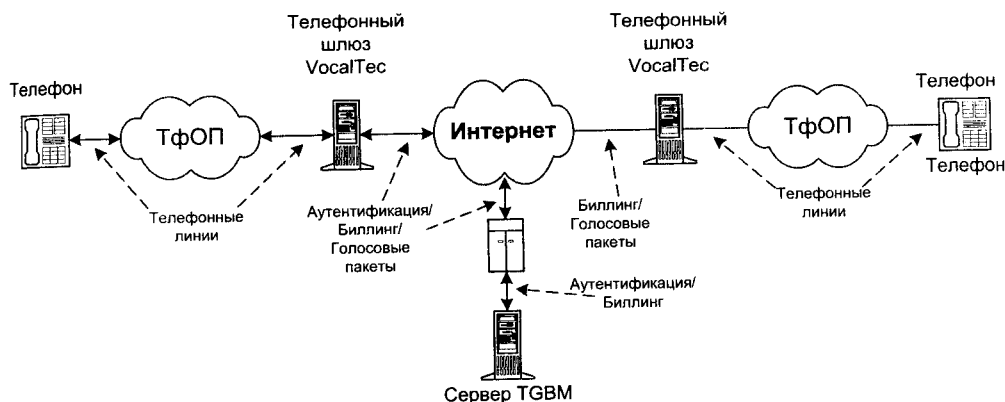 Телефонный
шлюз
VocalTec
Телефонный
шлюз
VocalTec
Телефон
ТфОП
Интернет
ТфОП
Телефон
Телефон
Телефонные
линии
Аутентификация/
Биллинг/
Голосовые
пакеты
Биллинг/
Голосовые
пакеты
Телефонные
линии
Аутентификация/
Биллинг
Сервер TGBM